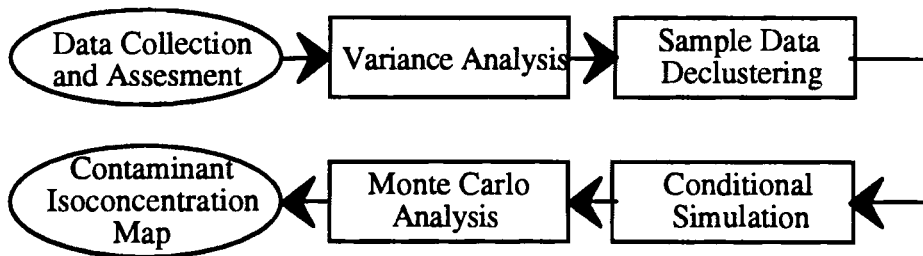 Data Collection
and Assesment
Variance Analysis
Sample Data
Declustering
Contaminant
Isoconcentration
Map
Monte Carlo
Analysis
Conditional
Simulation